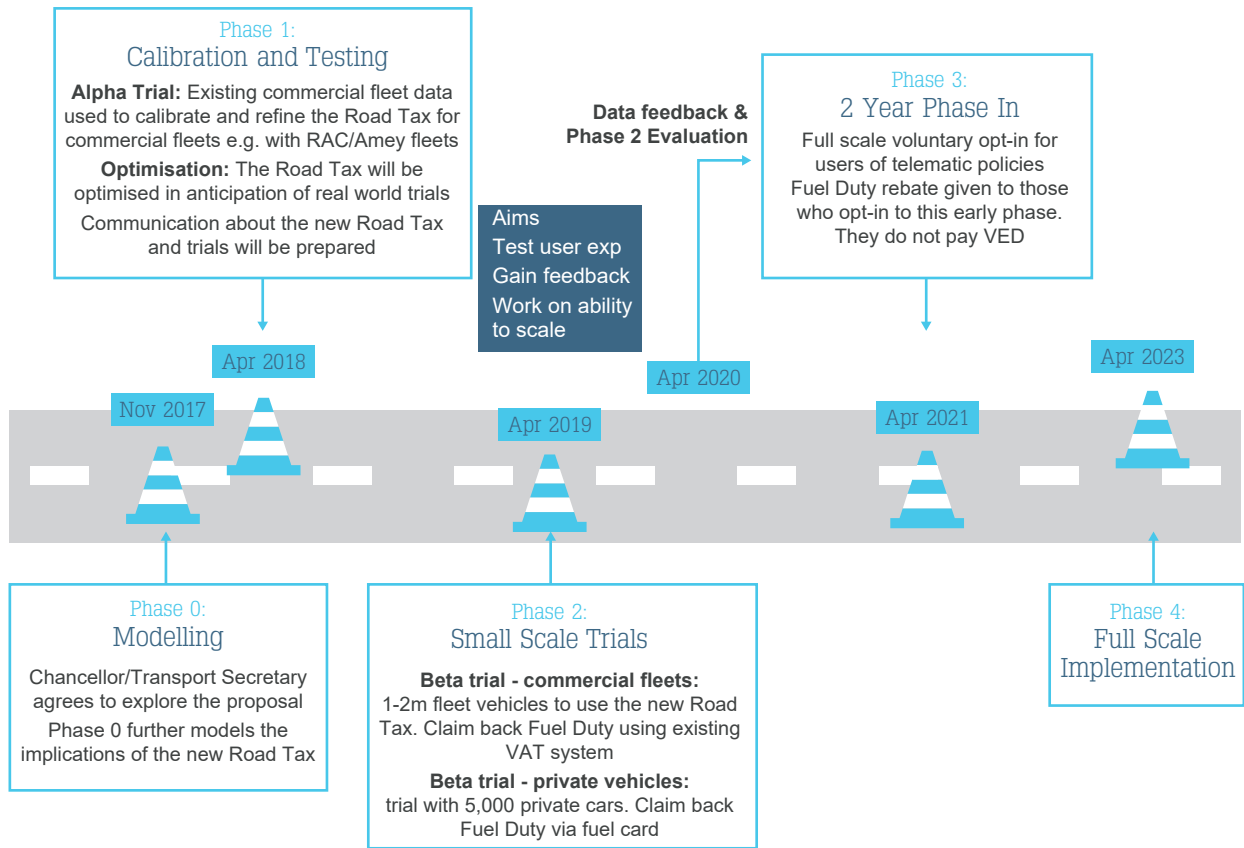 Phase 1:
Calibration and Testing
Alpha Trial: Existing commercial fleet data
used to calibrate and refine the Road Tax for
commercial fleets e.g. with RAC/Amey fleets
Optimisation: The Road Tax will be
optimised in anticipation of real world trials
Communication about the new Road Tax
and trials will be prepared
Aims
Test user exp
Gain feedback
Work on ability
to scale
Data feedback &
Phase 2 Evaluation
Phase 3:
2 Year Phase In
Full scale voluntary opt-in for
users of telematic policies
Fuel Duty rebate given to those
who opt-in to this early phase.
They do not pay VED
Nov 2017
Apr 2018
Apr 2019
Apr 2020
Apr 2021
Apr 2023
Phase 0:
Modelling
Chancellor/Transport Secretary
agrees to explore the proposal
Phase 0 further models the
implications of the new Road Tax
Phase 2:
Small Scale Trials
Beta trial - commercial fleets:
1-2m fleet vehicles to use the new Road
Tax. Claim back Fuel Duty using existing
VAT system
Beta trial - private vehicles:
trial with 5,000 private cars. Claim back
Fuel Duty via fuel card
Phase 4:
Full Scale
Implementation